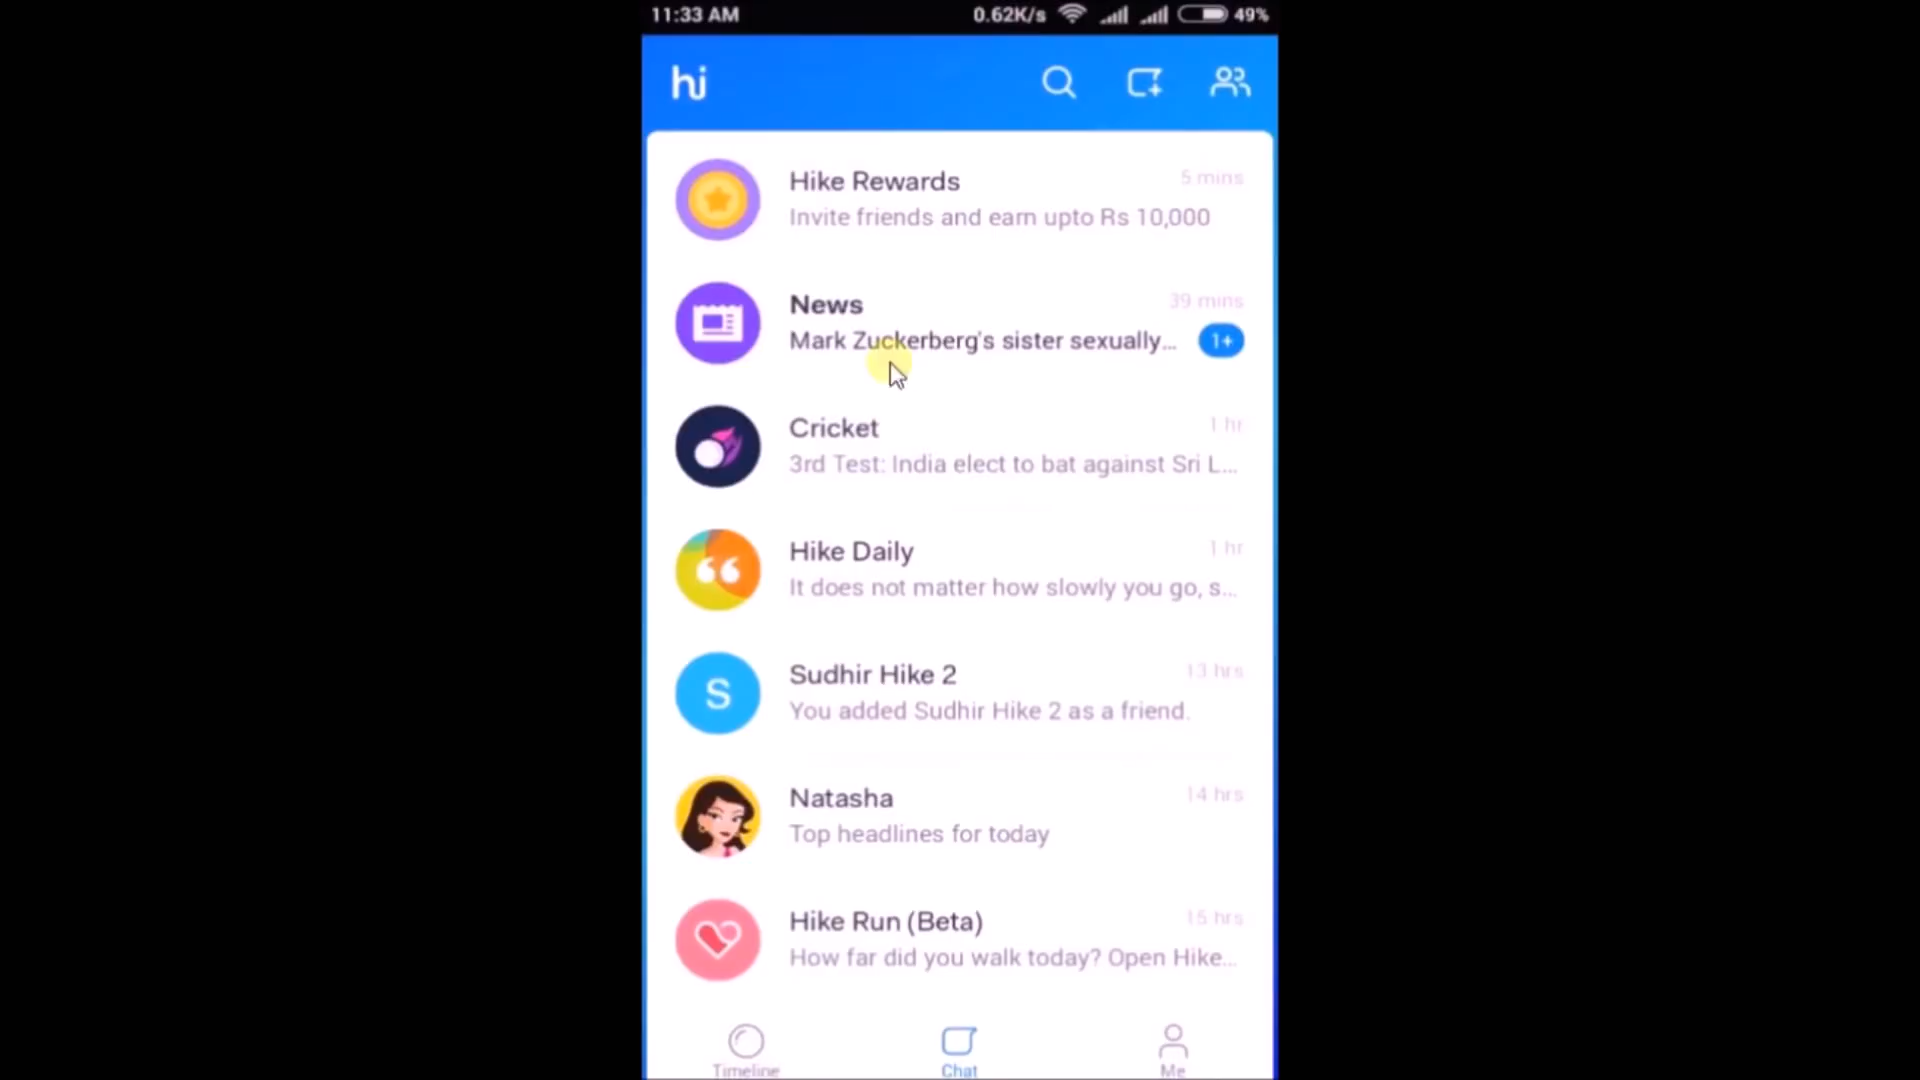 11:33 AM 0.62K/s 49%
hi
Hike Rewards 5 mins
Invite friends and earn upto Rs 10,000
News 39 mins
Mark Zuckerberg's sister sexually... 1+
Cricket 1 hr
3rd Test: India elect to bat against Sri L...
Hike Daily 1 hr
It does not matter how slowly you go, s...
S
Sudhir Hike 2 13 hrs
You added Sudhir Hike 2 as a friend.
Natasha 14 hrs
Top headlines for today
Hike Run (Beta) 15 hrs
How far did you walk today? Open Hike...
Timeline Chat Me